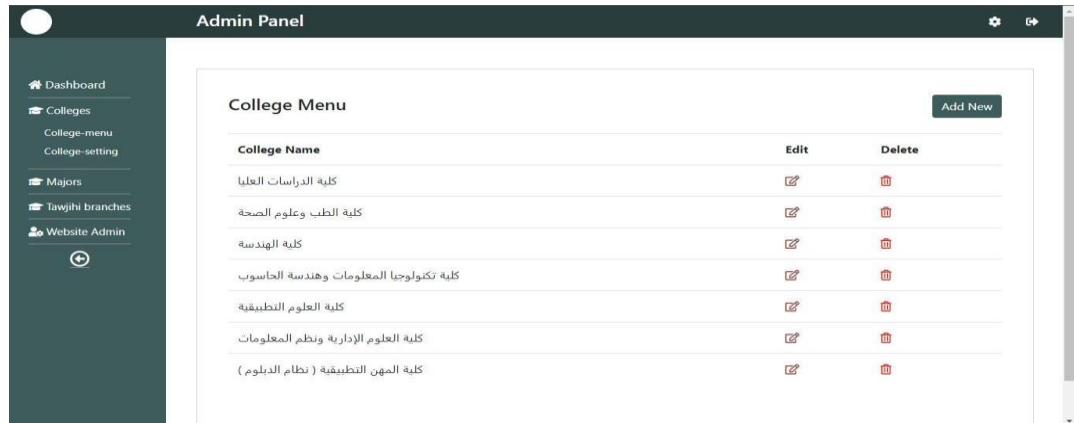 Admin Panel
Dashboard
Colleges
College-menu
College-setting
Majors
Tawjihi branches
Website Admin
College Menu
Add New
College Name Edit Delete
كلية الدراسات العليا
كلية الطب وعلوم الصحة
كلية الهندسة
كلية تكنولوجيا المعلومات وهندسة الحاسوب
كلية العلوم التطبيقية
كلية العلوم الإدارية ونظم المعلومات
كلية المهن التطبيقية ( نظام الدبلوم )